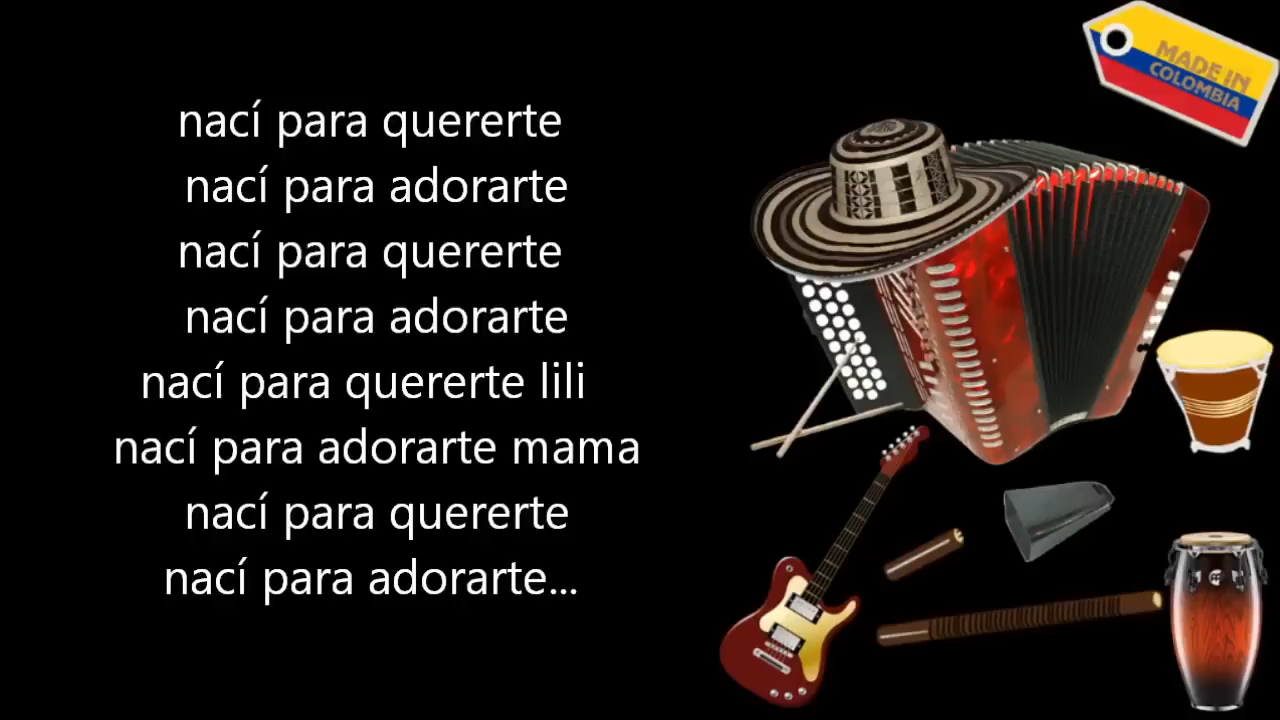 nací para quererte
nací para adorarte
nací para quererte
nací para adorarte
nací para quererte lili
nací para adorarte mama
nací para quererte
nací para adorarte...
MADE IN
COLOMBIA